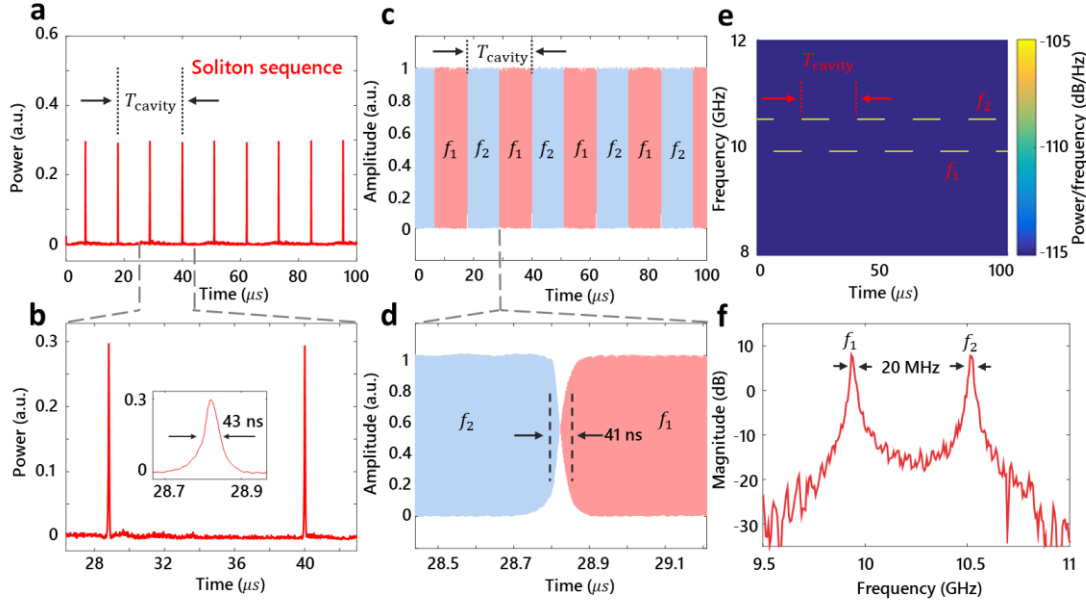 a
0.6
0.4
0.2
0
Power (a.u.)
Soliton sequence
T_cavity
0 20 40 60 80 100
Time (μs)
b
0.3
0.2
0.1
0
Power (a.u.)
0.3
0
43 ns
28.7 28.9
28 32 36 40
Time (μs)
c
T_cavity
1
0.8
0.6
0.4
0.2
0
Amplitude (a.u.)
f₁ f₂ f₁ f₂ f₁ f₂ f₁ f₂
0 20 40 60 80 100
Time (μs)
d
1
0.8
0.6
0.4
0.2
0
Amplitude (a.u.)
f₂
41 ns
f₁
28.5 28.6 28.7 28.8 28.9 29 29.1
Time (μs)
e
12
10
8
Frequency (GHz)
T_cavity
f₂
f₁
0 50 100
Time (μs)
-105
-110
-115
Power/frequency (dB/Hz)
f
10
0
-10
-20
-30
Magnitude (dB)
f₁ f₂
20 MHz
9.5 10 10.5 11
Frequency (GHz)